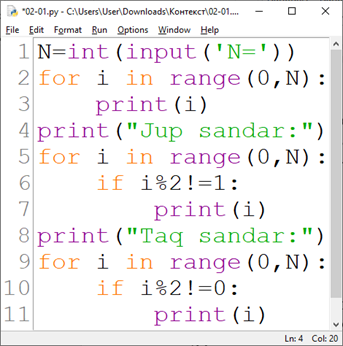 *02-01.py - C:\Users\User\Downloads\Контекст\02-01....
File Edit Format Run Options Window Help
1 N=int(input('N='))
2 for i in range(0,N):
3     print(i)
4 print("Jup sandar:")
5 for i in range(0,N):
6     if i%2!=1:
7         print(i)
8 print("Taq sandar:")
9 for i in range(0,N):
10     if i%2!=0:
11         print(i)
Ln: 4 Col: 20